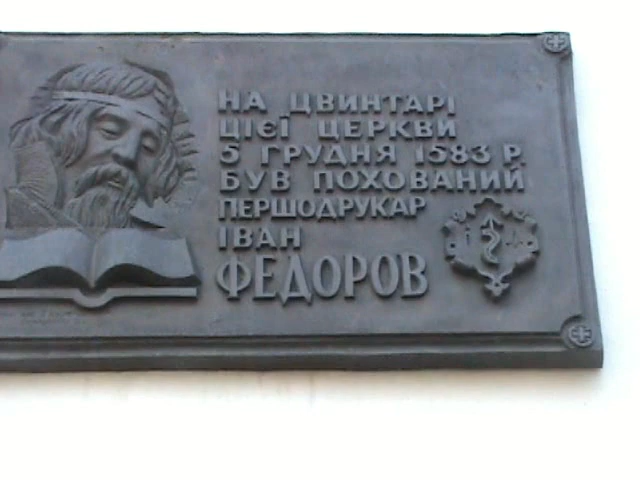 НА ЦВИНТАРІ
ЦІЄЇ ЦЕРКВИ
5 ГРУДНЯ 1583 Р.
БУВ ПОХОВАНИЙ
ПЕРШОДРУКАР
ІВАН
ФЕДОРОВ